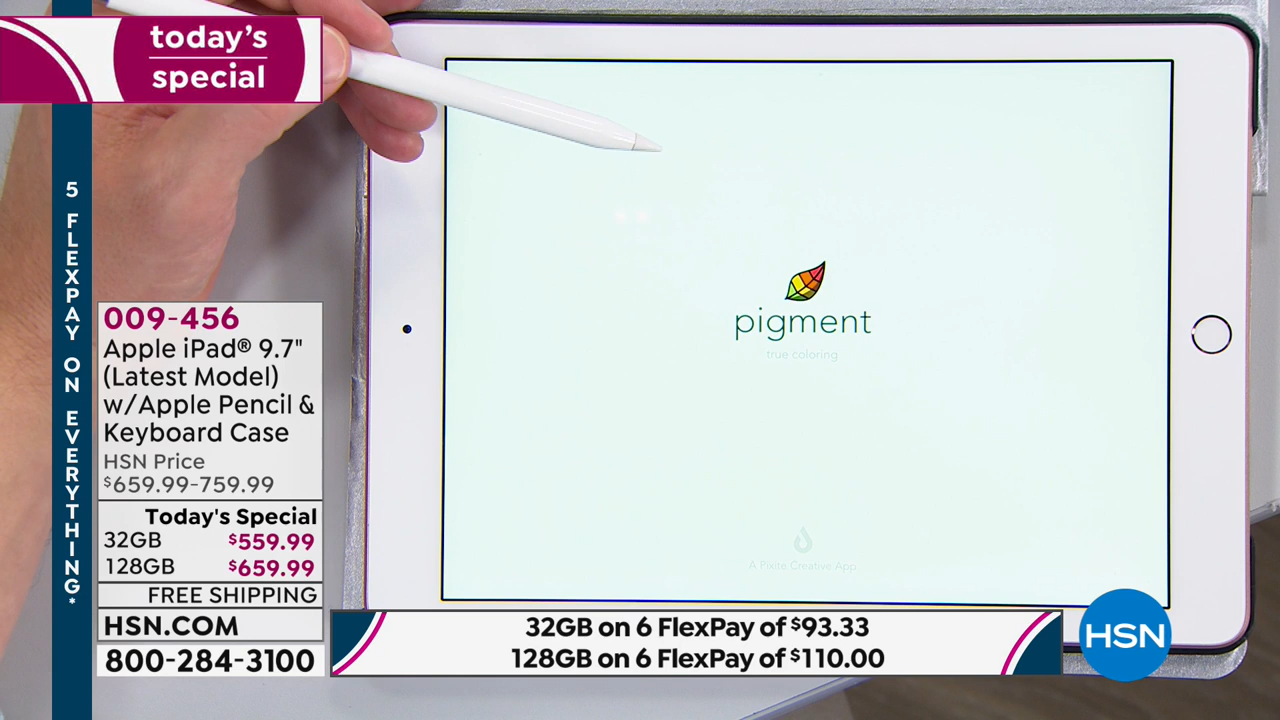 today's
special
5 FLEXPAY ON EVERYTHING*
009-456
Apple iPad® 9.7"
(Latest Model)
w/Apple Pencil &
Keyboard Case
HSN Price
$659.99-759.99
Today's Special
32GB $559.99
128GB $659.99
FREE SHIPPING
HSN.COM
800-284-3100
pigment
true coloring
A Pixite Creative App
32GB on 6 FlexPay of $93.33
128GB on 6 FlexPay of $110.00
HSN